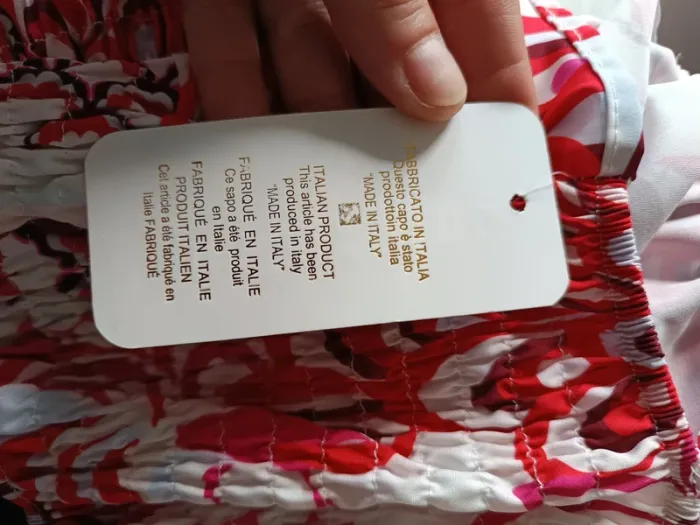 FABBRICATO IN ITALIA
Questo capo è stato
prodottoin italia
"MADE IN ITALY"
ITALIAN PRODUCT
This article has been
produced in italy
"MADE IN ITALY"
FABRIQUÉ EN ITALIE
Ce sapo a été produit
en Italie
FABRIQUÉ EN ITALIE
PRODUIT ITALIEN
Cet article a été fabriqué en
Italie FABRIQUÉ